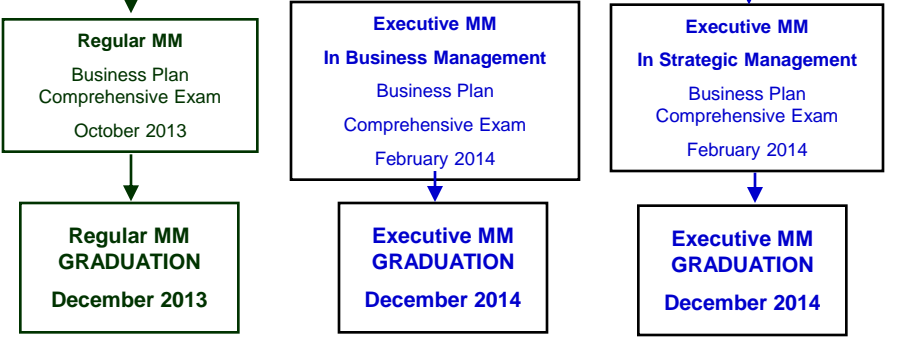 Regular MM
Business Plan
Comprehensive Exam
October 2013
Executive MM
In Business Management
Business Plan
Comprehensive Exam
February 2014
Executive MM
In Strategic Management
Business Plan
Comprehensive Exam
February 2014
Regular MM
GRADUATION
December 2013
Executive MM
GRADUATION
December 2014
Executive MM
GRADUATION
December 2014